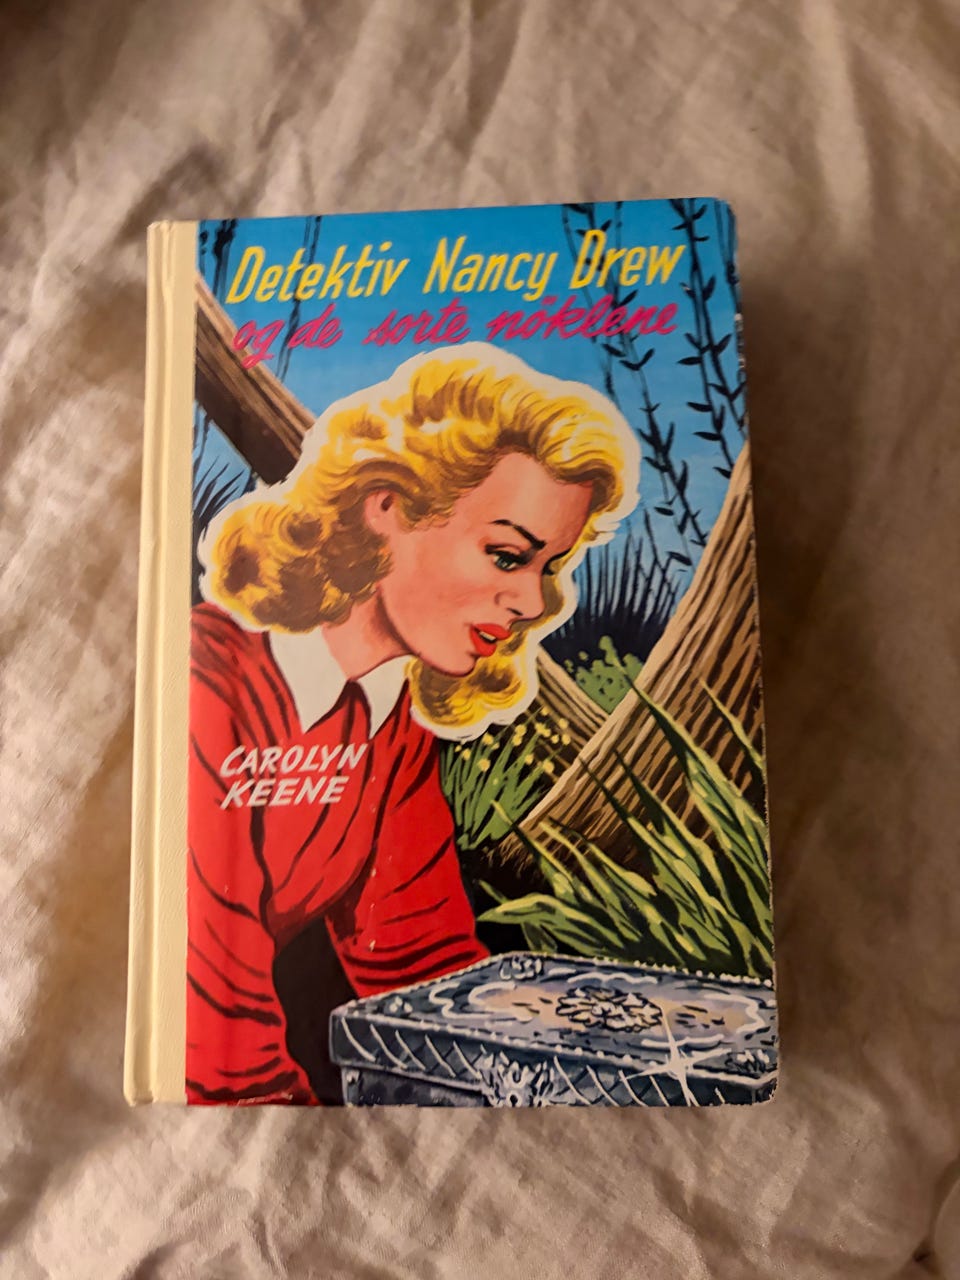 Detektiv Nancy Drew
og de sorte nöklene
CAROLYN
KEENE